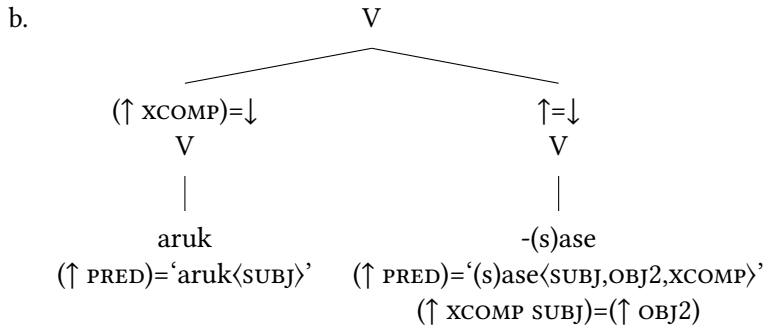 b. V
(↑ XCOMP)=↓ ↑=↓
V V
aruk -(s)ase
(↑ PRED)=‘aruk⟨SUBJ⟩’ (↑ PRED)=‘(s)ase⟨SUBJ,OBJ2,XCOMP⟩’
(↑ XCOMP SUBJ)=(↑ OBJ2)